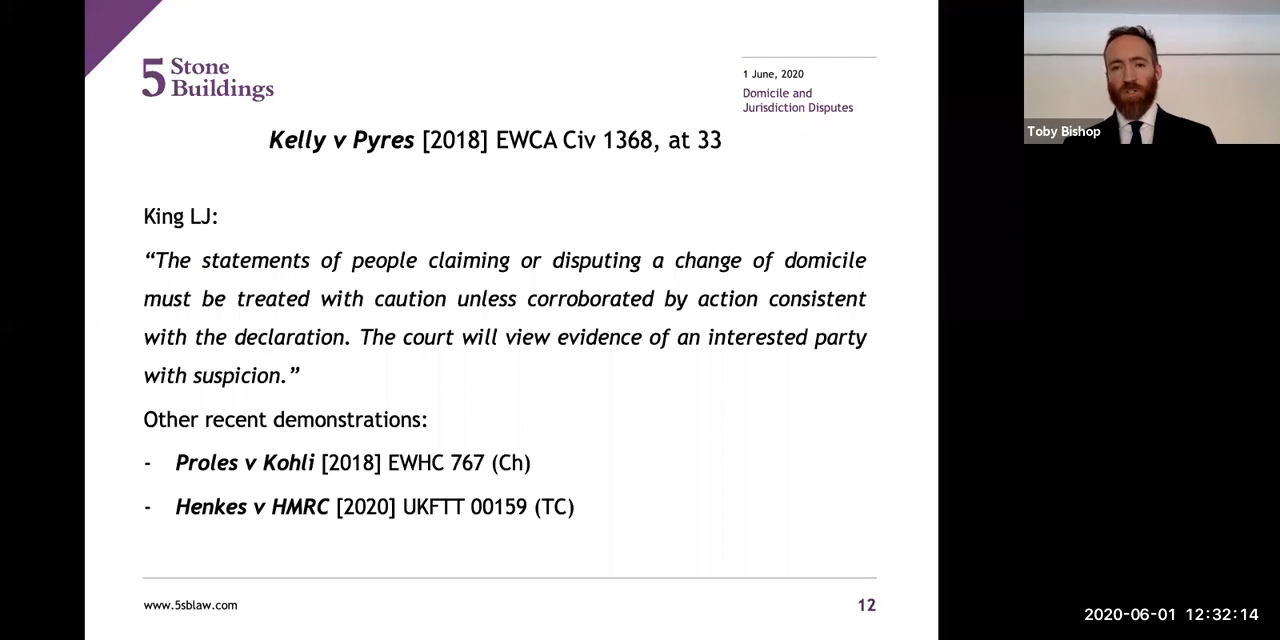 5 Stone
Buildings
1 June, 2020
Domicile and
Jurisdiction Disputes
Kelly v Pyres [2018] EWCA Civ 1368, at 33
King LJ:
“The statements of people claiming or disputing a change of domicile
must be treated with caution unless corroborated by action consistent
with the declaration. The court will view evidence of an interested party
with suspicion.”
Other recent demonstrations:
- Proles v Kohli [2018] EWHC 767 (Ch)
- Henkes v HMRC [2020] UKFTT 00159 (TC)
www.5sblaw.com
12
Toby Bishop
2020-06-01 12:32:14